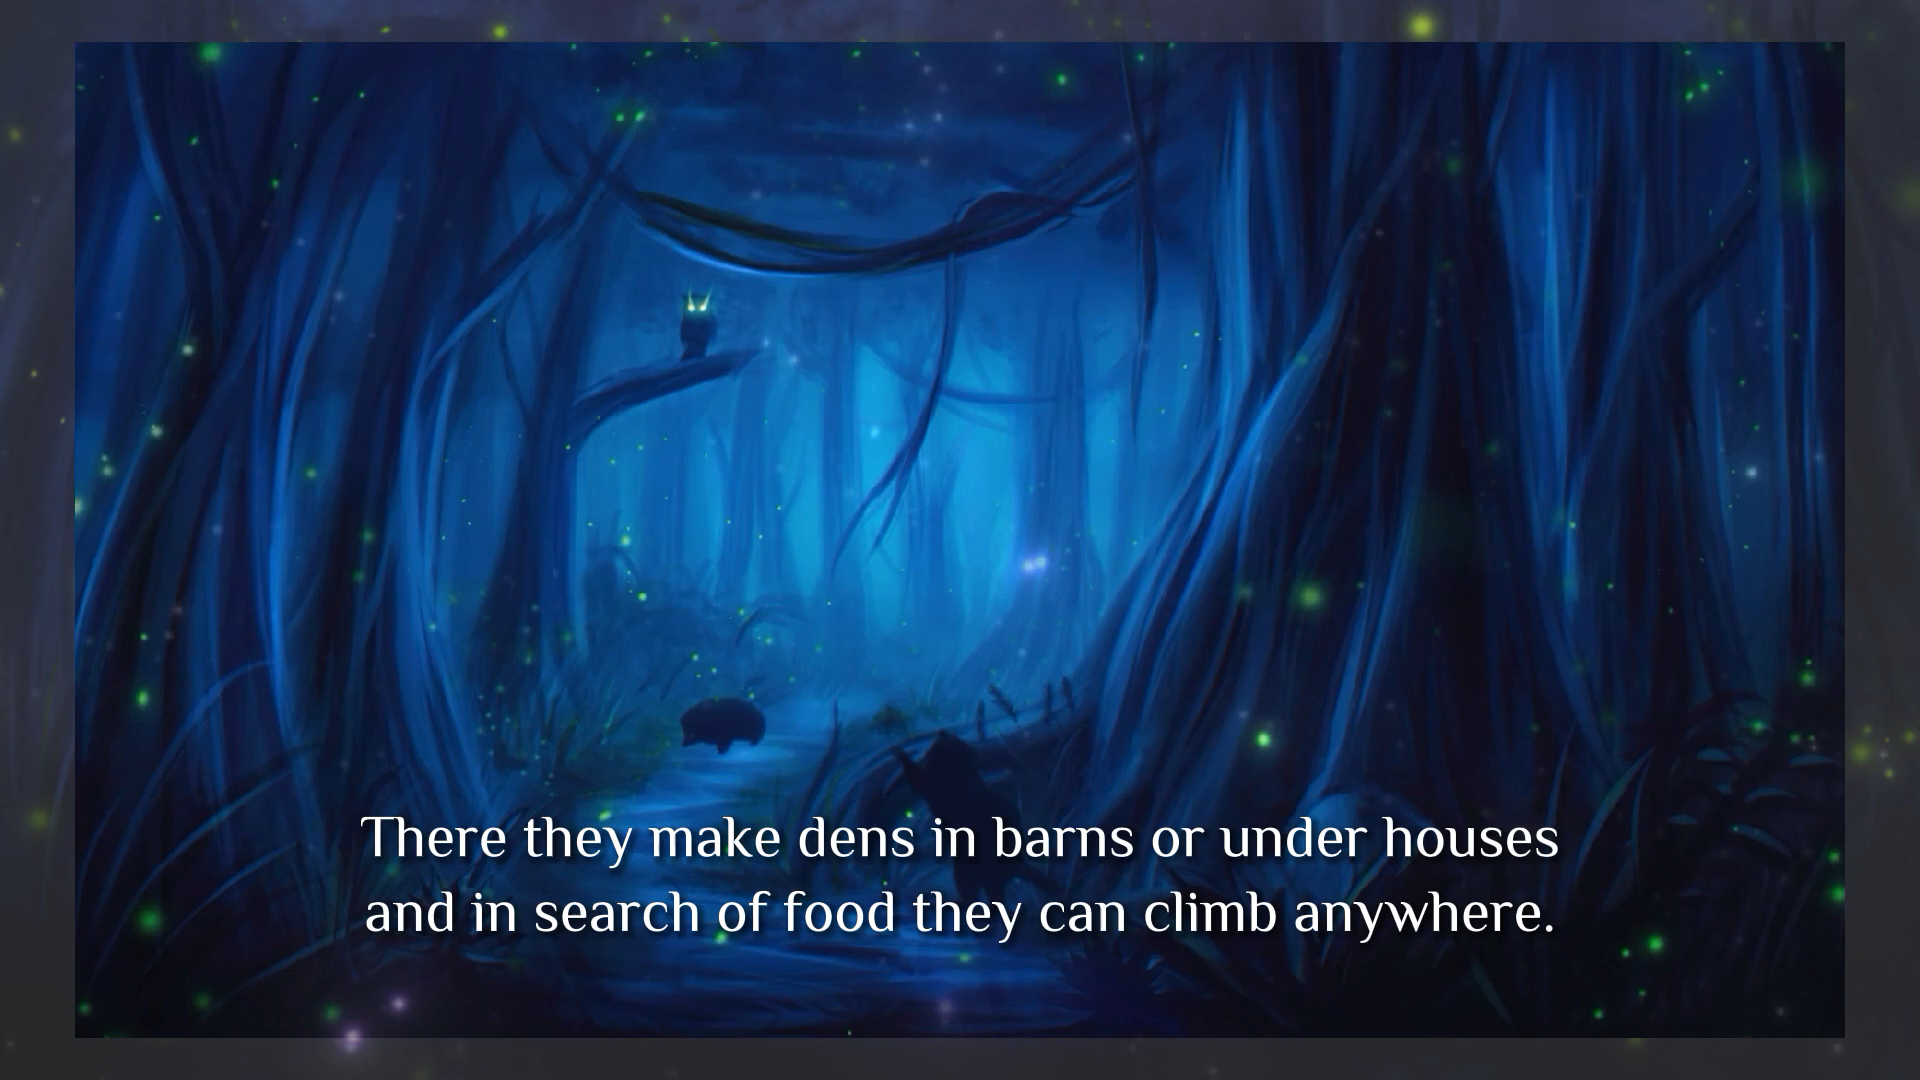 There they make dens in barns or under houses
and in search of food they can climb anywhere.